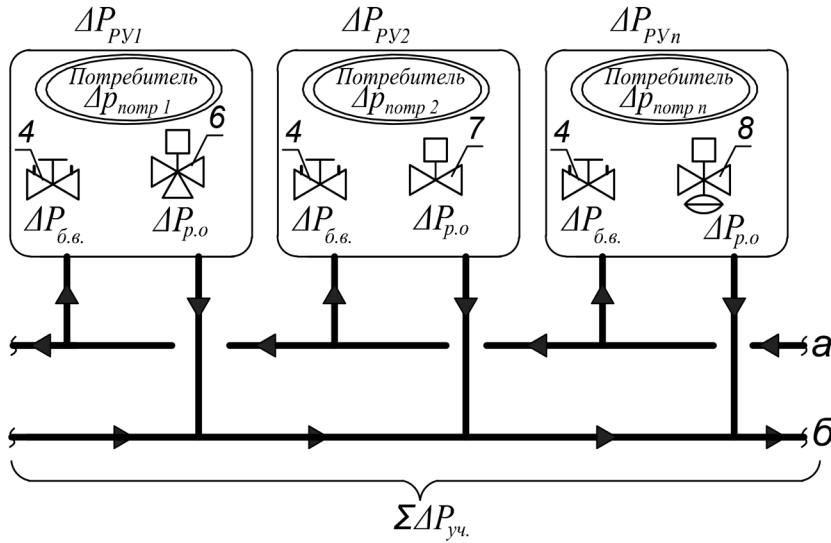 ΔP_РУ1 ΔP_РУ2 ΔP_РУn
Потребитель Потребитель Потребитель
Δp_потр 1 Δp_потр 2 Δp_потр n
4 6 4 7 4 8
ΔP_б.в. ΔP_р.о ΔP_б.в. ΔP_р.о ΔP_б.в. ΔP_р.о
а
б
ΣΔP_уч.